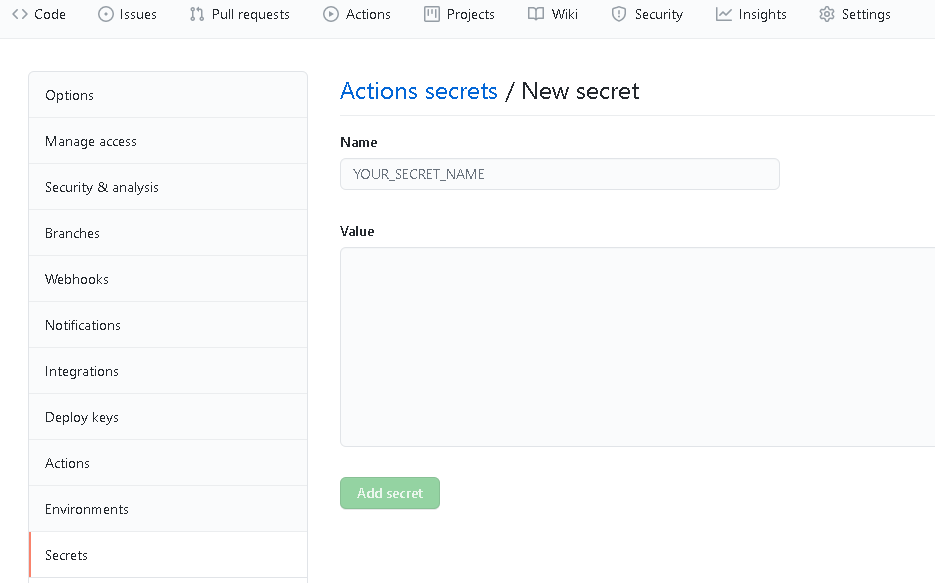 Code Issues Pull requests Actions Projects Wiki Security Insights Settings
Options
Manage access
Security & analysis
Branches
Webhooks
Notifications
Integrations
Deploy keys
Actions
Environments
Secrets
Actions secrets / New secret
Name
YOUR_SECRET_NAME
Value
Add secret